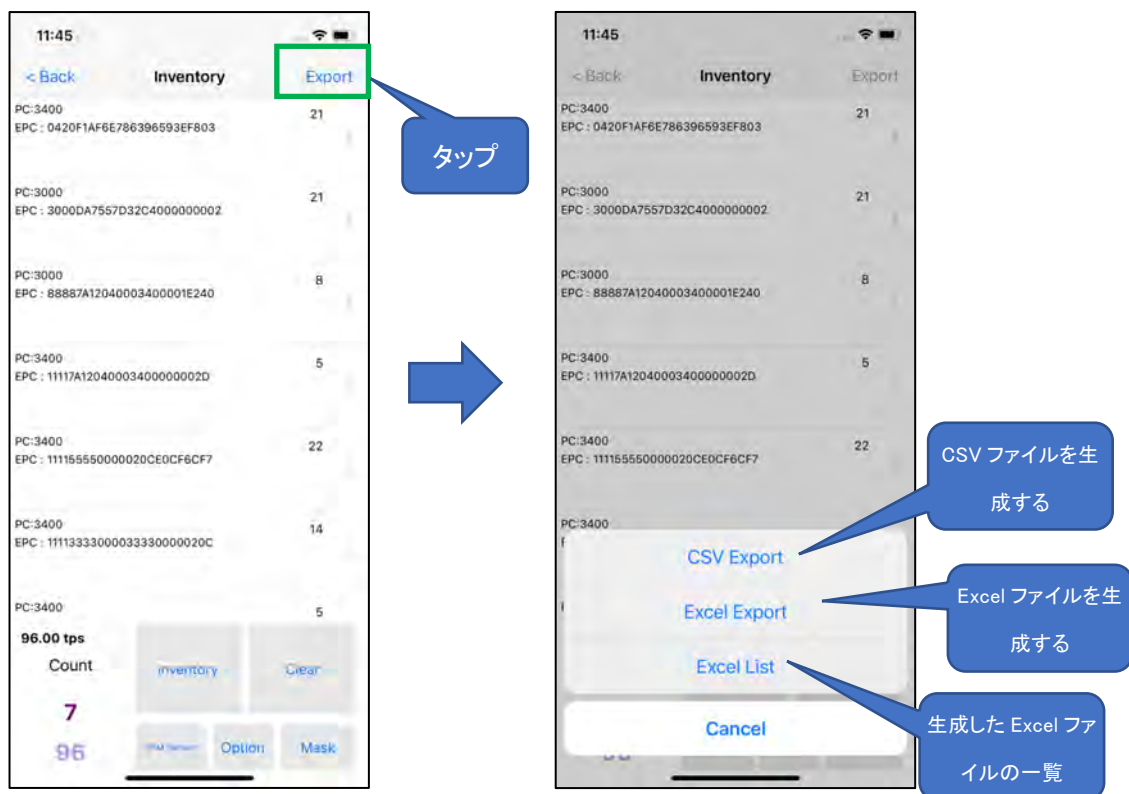 11:45
< Back Inventory Export
PC:3400
EPC : 0420F1AF6E786396593EF803
21
PC:3000
EPC : 3000DA7557D32C4000000002
21
PC:3000
EPC : 88887A12040003400001E240
8
PC:3400
EPC : 11117A12040003400000002D
5
PC:3400
EPC : 111155550000020CE0CF6CF7
22
PC:3400
EPC : 11113333000033330000020C
14
PC:3400
5
96.00 tps
Count
7
96
Inventory
Clear
Option
Mask
タップ
11:45
< Back Inventory Export
PC:3400
EPC : 0420F1AF6E786396593EF803
21
PC:3000
EPC : 3000DA7557D32C4000000002
21
PC:3000
EPC : 88887A12040003400001E240
8
PC:3400
EPC : 11117A12040003400000002D
5
PC:3400
EPC : 111155550000020CE0CF6CF7
22
PC:3400
CSV Export
Excel Export
Excel List
Cancel
CSV ファイルを生
成する
Excel ファイルを生
成する
生成した Excel ファ
イルの一覧